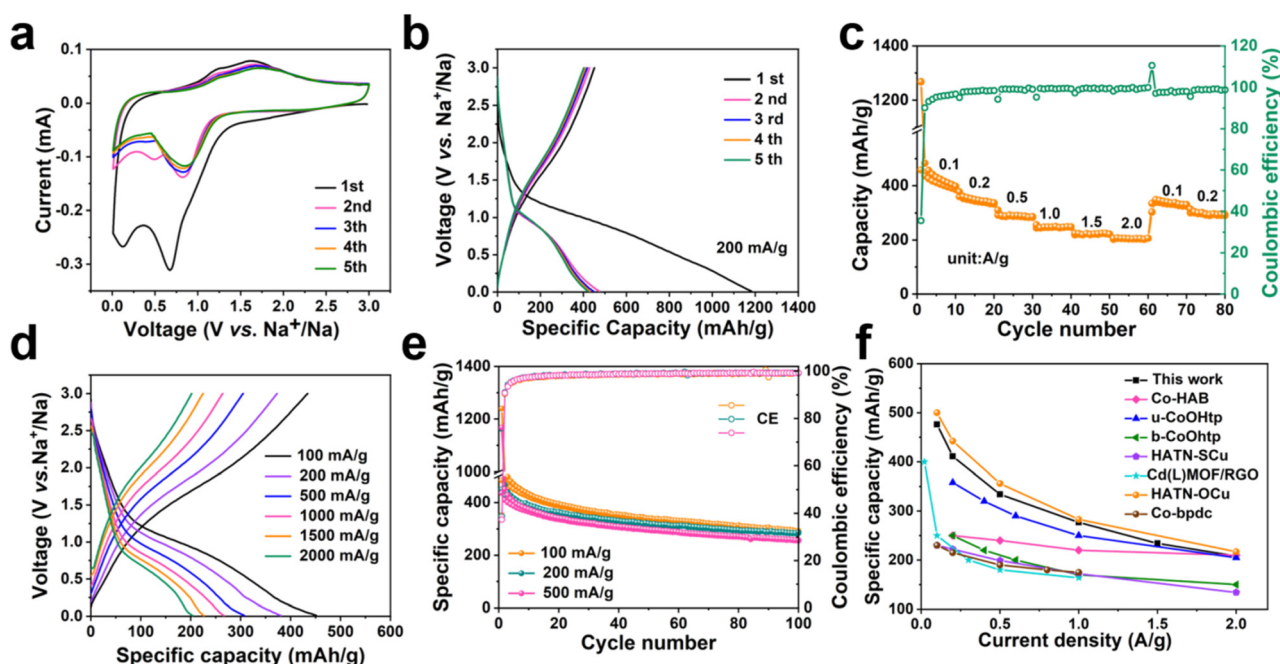 a
0.1
0.0
-0.1
-0.2
-0.3
Current (mA)
1st
2nd
3th
4th
5th
0.0 0.5 1.0 1.5 2.0 2.5 3.0
Voltage (V vs. Na+/Na)
b
3.0
2.5
2.0
1.5
1.0
0.5
0.0
Voltage (V vs. Na+/Na)
1 st
2 nd
3 rd
4 th
5 th
200 mA/g
0 200 400 600 800 1000 1200 1400
Specific Capacity (mAh/g)
c
1400
1200
400
200
0
Capacity (mAh/g)
0.1
0.2
0.5
1.0
1.5
2.0
0.1
0.2
unit:A/g
120
100
80
60
40
20
0
Coulombic efficiency (%)
0 10 20 30 40 50 60 70 80
Cycle number
d
3.0
2.5
2.0
1.5
1.0
0.5
0.0
Voltage (V vs.Na+/Na)
100 mA/g
200 mA/g
500 mA/g
1000 mA/g
1500 mA/g
2000 mA/g
0 100 200 300 400 500 600
Specific capacity (mAh/g)
e
1400
1200
1000
400
200
0
Specific capacity (mAh/g)
CE
100 mA/g
200 mA/g
500 mA/g
100
80
60
40
20
0
Coulombic efficiency (%)
0 20 40 60 80 100
Cycle number
f
600
500
400
300
200
100
Specific capacity (mAh/g)
This work
Co-HAB
u-CoOHtp
b-CoOhtp
HATN-SCu
Cd(L)MOF/RGO
HATN-OCu
Co-bpdc
0.0 0.5 1.0 1.5 2.0
Current density (A/g)